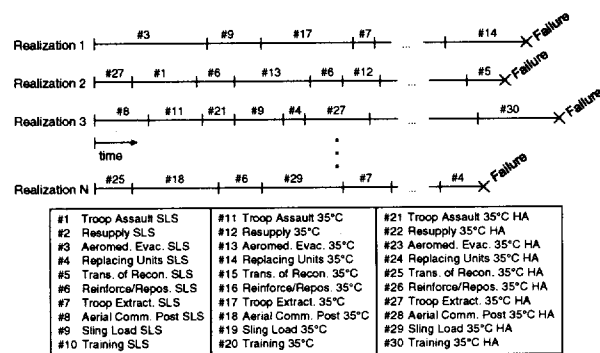 #3 #9 #17 #7 #14 Failure
Realization 1 ...
#27 #1 #6 #13 #6 #12 #5 Failure
Realization 2 ...
#8 #11 #21 #9 #4 #27 #30 Failure
Realization 3 ...
time
#25 #18 #6 #29 #7 #4 Failure
Realization N ...
#1 Troop Assault SLS #11 Troop Assault 35°C #21 Troop Assault 35°C HA
#2 Resupply SLS #12 Resupply 35°C #22 Resupply 35°C HA
#3 Aeromed. Evac. SLS #13 Aeromed. Evac. 35°C #23 Aeromed. Evac. 35°C HA
#4 Replacing Units SLS #14 Replacing Units 35°C #24 Replacing Units 35°C HA
#5 Trans. of Recon. SLS #15 Trans. of Recon. 35°C #25 Trans. of Recon. 35°C HA
#6 Reinforce/Repos. SLS #16 Reinforce/Repos. 35°C #26 Reinforce/Repos. 35°C HA
#7 Troop Extract. SLS #17 Troop Extract. 35°C #27 Troop Extract. 35°C HA
#8 Aerial Comm. Post SLS #18 Aerial Comm. Post 35°C #28 Aerial Comm. Post 35°C HA
#9 Sling Load SLS #19 Sling Load 35°C #29 Sling Load 35°C HA
#10 Training SLS #20 Training 35°C #30 Training 35°C HA